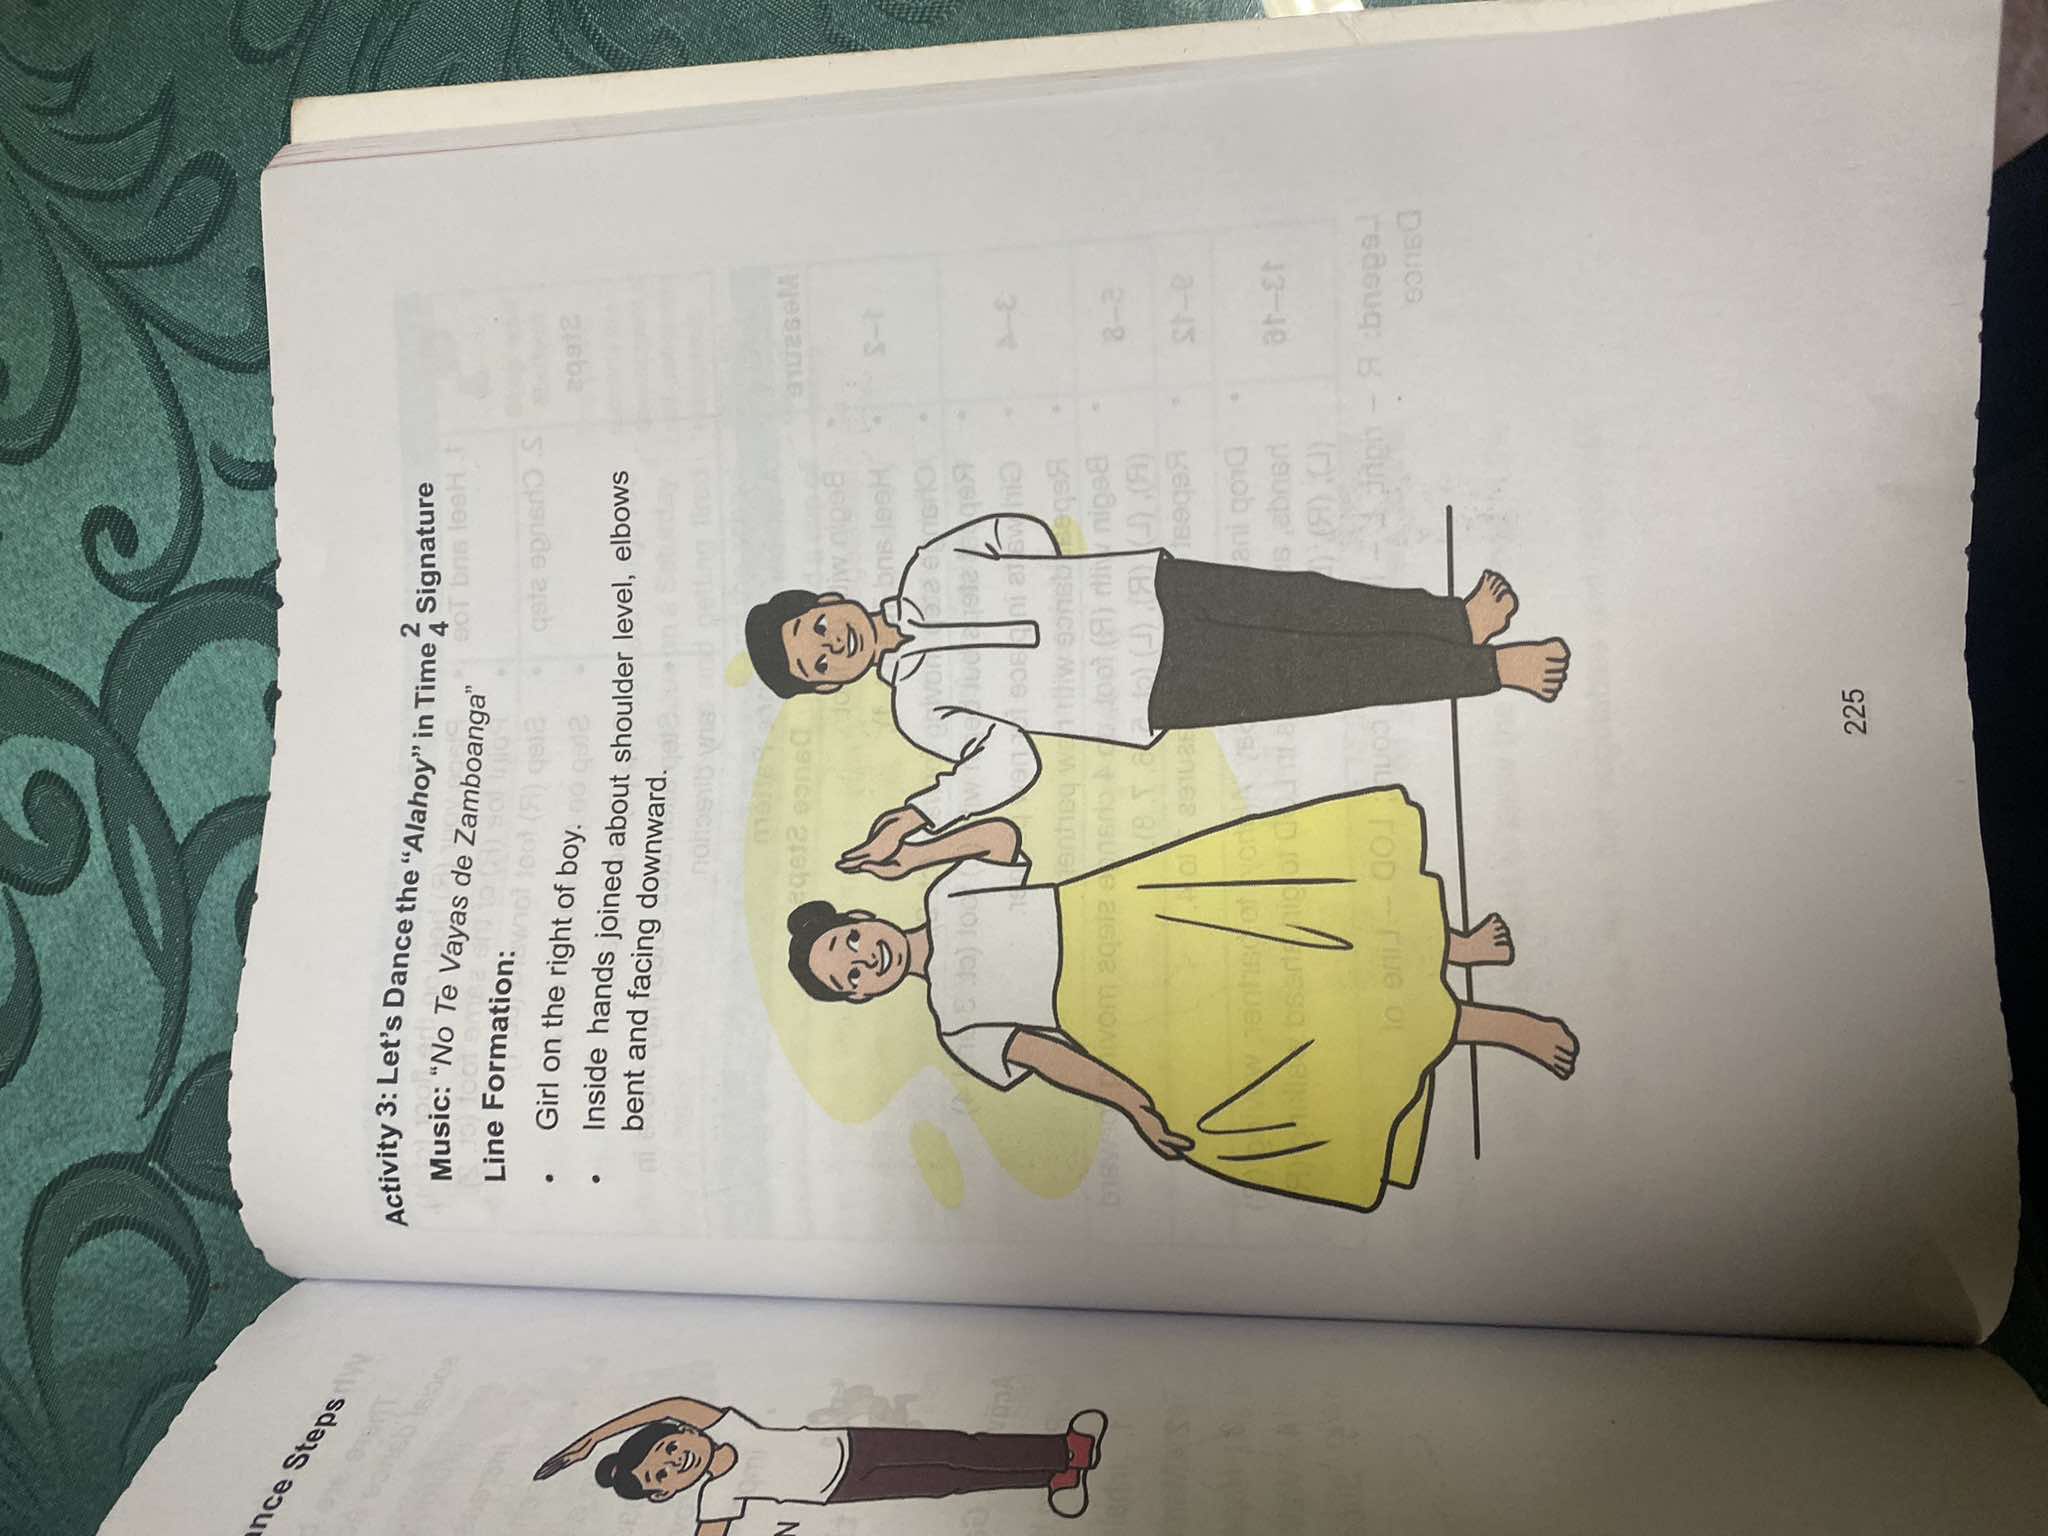 ance Steps
N
Activity 3: Let's Dance the “Alahoy” in Time 2/4 Signature
Music: “No Te Vayas de Zamboanga”
Line Formation:
• Girl on the right of boy.
• Inside hands joined about shoulder level, elbows
bent and facing downward.
225